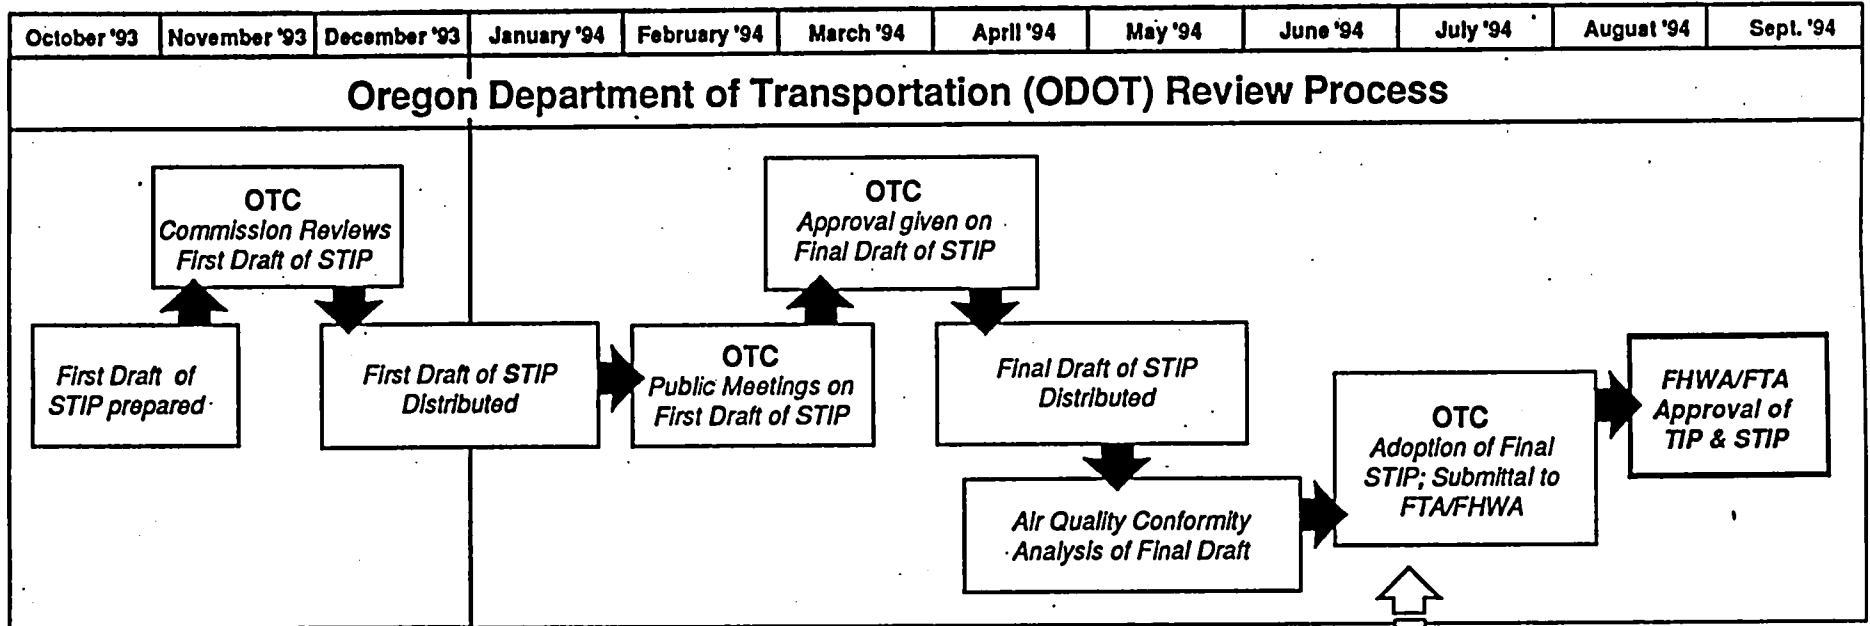 October '93 November '93 December '93 January '94 February '94 March '94 April '94 May '94 June '94 July '94 August '94 Sept. '94
Oregon Department of Transportation (ODOT) Review Process
OTC
Commission Reviews
First Draft of STIP
OTC
Approval given on
Final Draft of STIP
First Draft of
STIP prepared
First Draft of STIP
Distributed
OTC
Public Meetings on
First Draft of STIP
Final Draft of STIP
Distributed
Air Quality Conformity
Analysis of Final Draft
OTC
Adoption of Final
STIP; Submittal to
FTA/FHWA
FHWA/FTA
Approval of
TIP & STIP